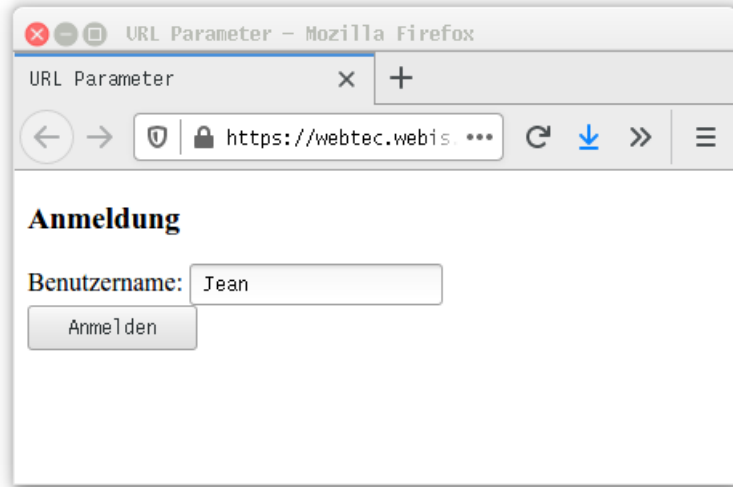 URL Parameter – Mozilla Firefox
URL Parameter
https://webtec.webis.
Anmeldung
Benutzername: Jean
Anmelden